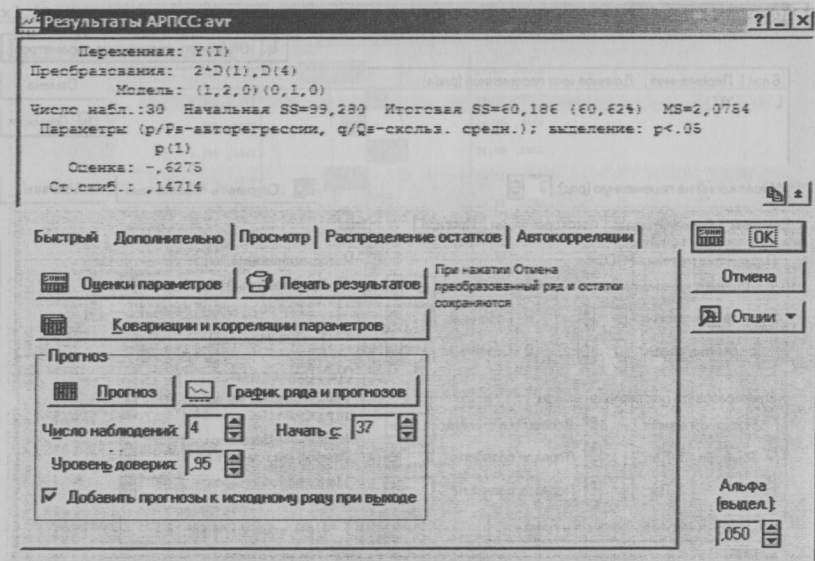 Результаты АРПСС: avr
Переменная: Y(T)
Преобразования: 2*D(1),D(4)
Модель: (1,2,0)(0,1,0)
Число набл.:30 Начальная SS=99,280 Итоговая SS=60,186 (60,62%) MS=2,0754
Параметры (p/Ps-авторегрессии, q/Qs-скольз. средн.); выделение: p<.05
p(1)
Оценка: -,6275
Ст.ошиб.: ,14714
Быстрый Дополнительно Просмотр Распределение остатков Автокорреляции
Оценки параметров Печать результатов
При нажатии Отмена
преобразованный ряд и остатки
сохраняются
Ковариации и корреляции параметров
Прогноз
Прогноз График ряда и прогнозов
Число наблюдений: 4 Начать с: 37
Уровень доверия: ,95
Добавить прогнозы к исходному ряду при выходе
OK
Отмена
Опции
Альфа
(выдел.):
,050